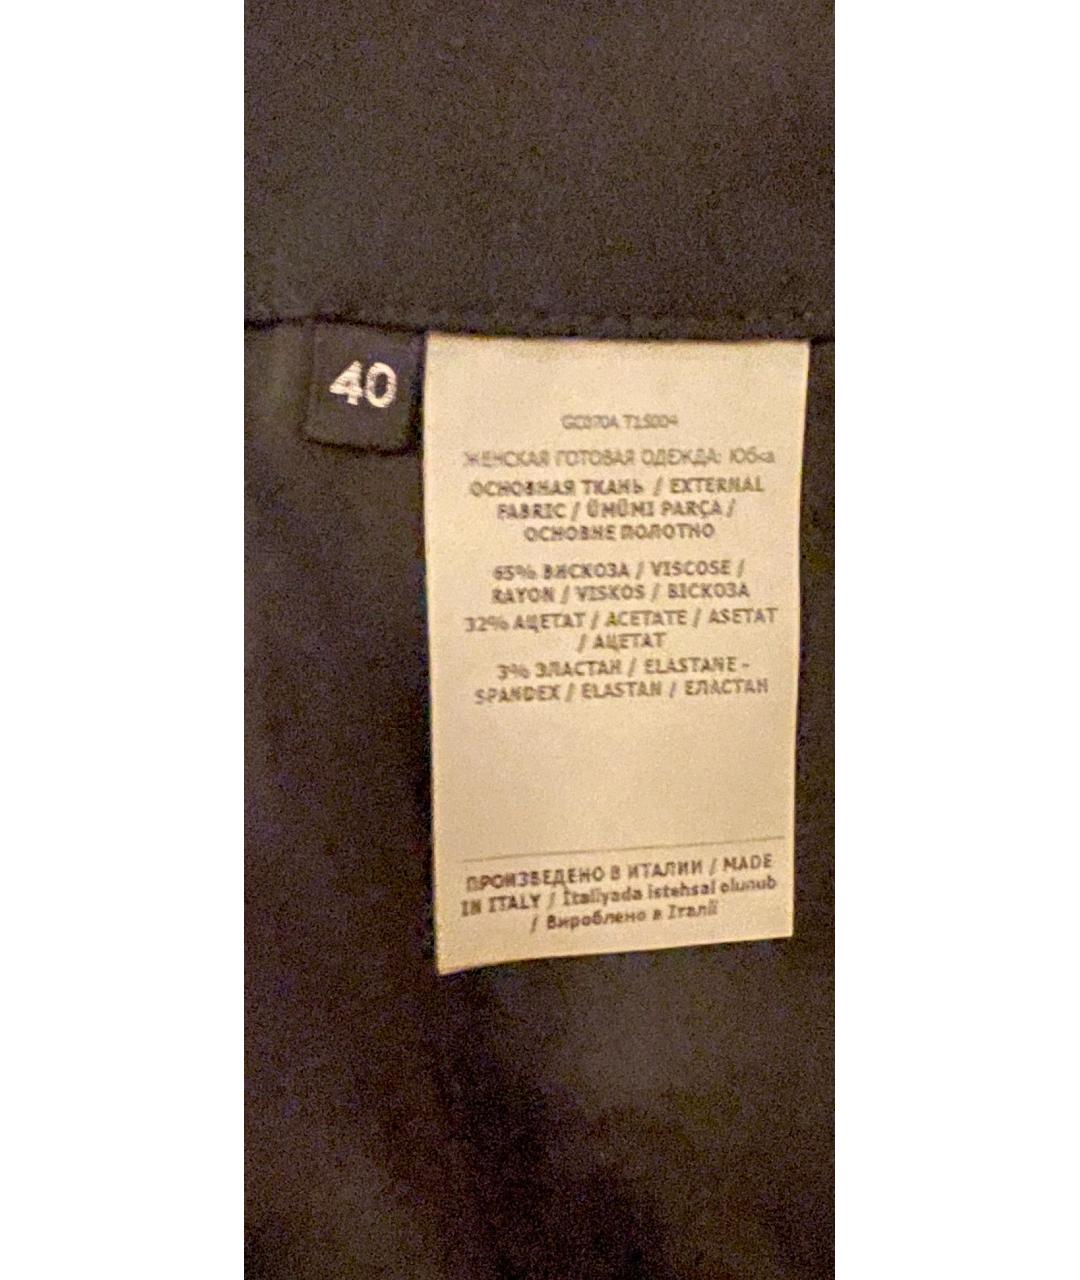 40
ЖЕНСКАЯ ГОТОВАЯ ОДЕЖДА: Юбка
ОСНОВНАЯ ТКАНЬ / EXTERNAL
FABRIC / ÜMÜMI PARÇA /
ОСНОВНЕ ПОЛОТНО
65% ВИСКОЗА / VISCOSE /
RAYON / VISKOS / ВІСКОЗА
32% АЦЕТАТ / ACETATE / ASETAT
/ АЦЕТАТ
3% ЭЛАСТАН / ELASTANE -
SPANDEX / ELASTAN / ЕЛАСТАН
ПРОИЗВЕДЕНО В ИТАЛИИ / MADE
IN ITALY / İtaliyada istehsal olunub
/ Вироблено в Італії